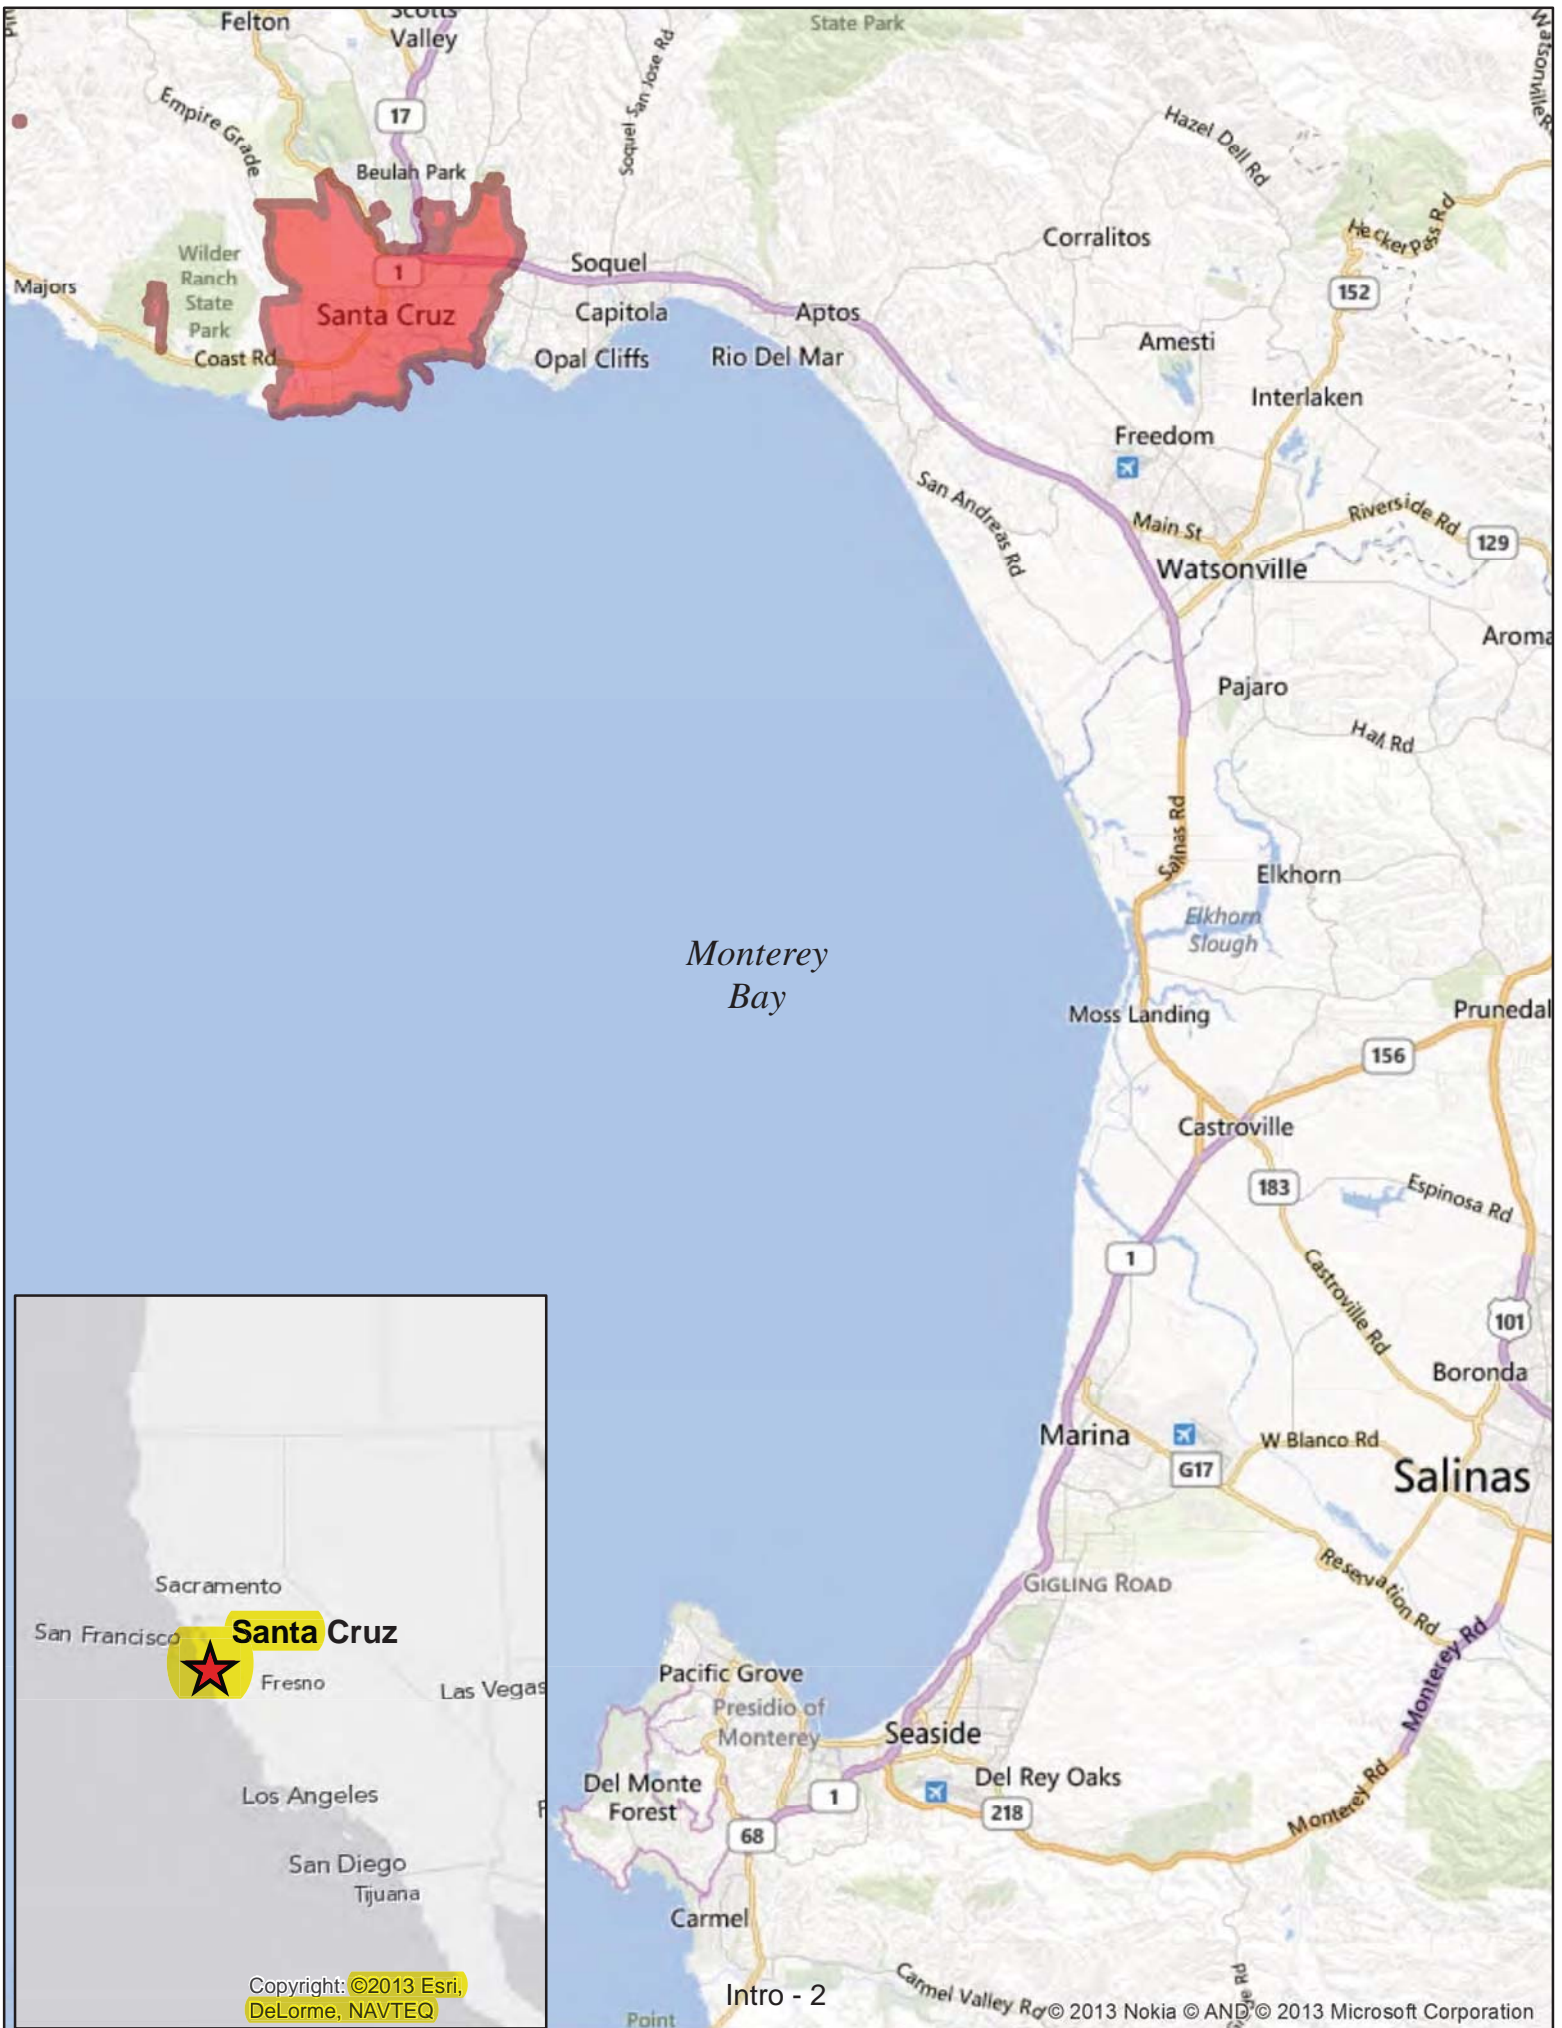 Felton
Scotts
Valley
State Park
Watsonville R
17
Empire Grade
Soquel San Jose Rd
Hazel Dell Rd
Beulah Park
Hecker Pass Rd
Corralitos
Wilder
Ranch
State
Park
1
Soquel
Majors
152
Santa Cruz
Capitola
Aptos
Amesti
Coast Rd
Opal Cliffs
Rio Del Mar
Interlaken
Freedom
San Andreas Rd
Main St
Riverside Rd
129
Watsonville
Aroma
Pajaro
Hall Rd
Salinas Rd
Elkhorn
Elkhorn
Slough
Monterey
Bay
Moss Landing
Prunedal
156
Castroville
183
Espinosa Rd
1
Castroville Rd
101
Boronda
Marina
W Blanco Rd
G17
Salinas
Sacramento
San Francisco
Santa Cruz
Fresno
Las Vegas
Los Angeles
San Diego
Tijuana
Copyright: ©2013 Esri,
DeLorme, NAVTEQ
GIGLING ROAD
Reservation Rd
Monterey Rd
Pacific Grove
Presidio of
Monterey
Seaside
Del Monte
Forest
1
Del Rey Oaks
218
68
Monterey Rd
Carmel
Intro - 2
Carmel Valley Rd
Point
© 2013 Nokia © AND © 2013 Microsoft Corporation